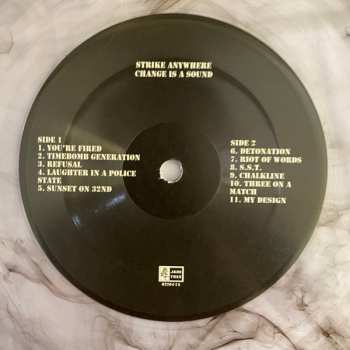 STRIKE ANYWHERE
CHANGE IS A SOUND
SIDE 1
1. YOU'RE FIRED
2. TIMEBOMB GENERATION
3. REFUSAL
4. LAUGHTER IN A POLICE
STATE
5. SUNSET ON 32ND
SIDE 2
6. DETONATION
7. RIOT OF WORDS
8. S.S.T.
9. CHALKLINE
10. THREE ON A
MATCH
11. MY DESIGN
JADE
TREE